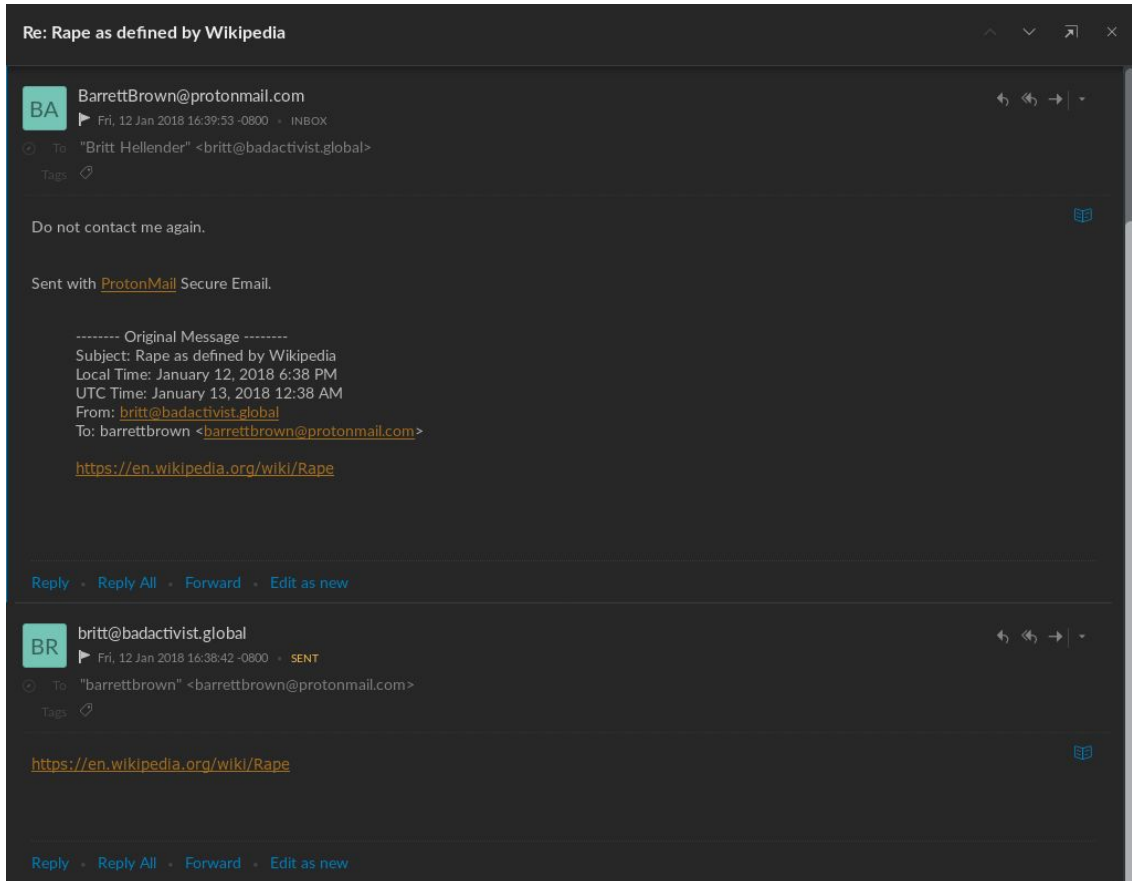 Re: Rape as defined by Wikipedia
BA
BarrettBrown@protonmail.com
Fri, 12 Jan 2018 16:39:53 -0800 • INBOX
To "Britt Hellender" <britt@badactivist.global>
Tags
Do not contact me again.
Sent with ProtonMail Secure Email.
-------- Original Message --------
Subject: Rape as defined by Wikipedia
Local Time: January 12, 2018 6:38 PM
UTC Time: January 13, 2018 12:38 AM
From: britt@badactivist.global
To: barrettbrown <barrettbrown@protonmail.com>
https://en.wikipedia.org/wiki/Rape
Reply • Reply All • Forward • Edit as new
BR
britt@badactivist.global
Fri, 12 Jan 2018 16:38:42 -0800 • SENT
To "barrettbrown" <barrettbrown@protonmail.com>
Tags
https://en.wikipedia.org/wiki/Rape
Reply • Reply All • Forward • Edit as new